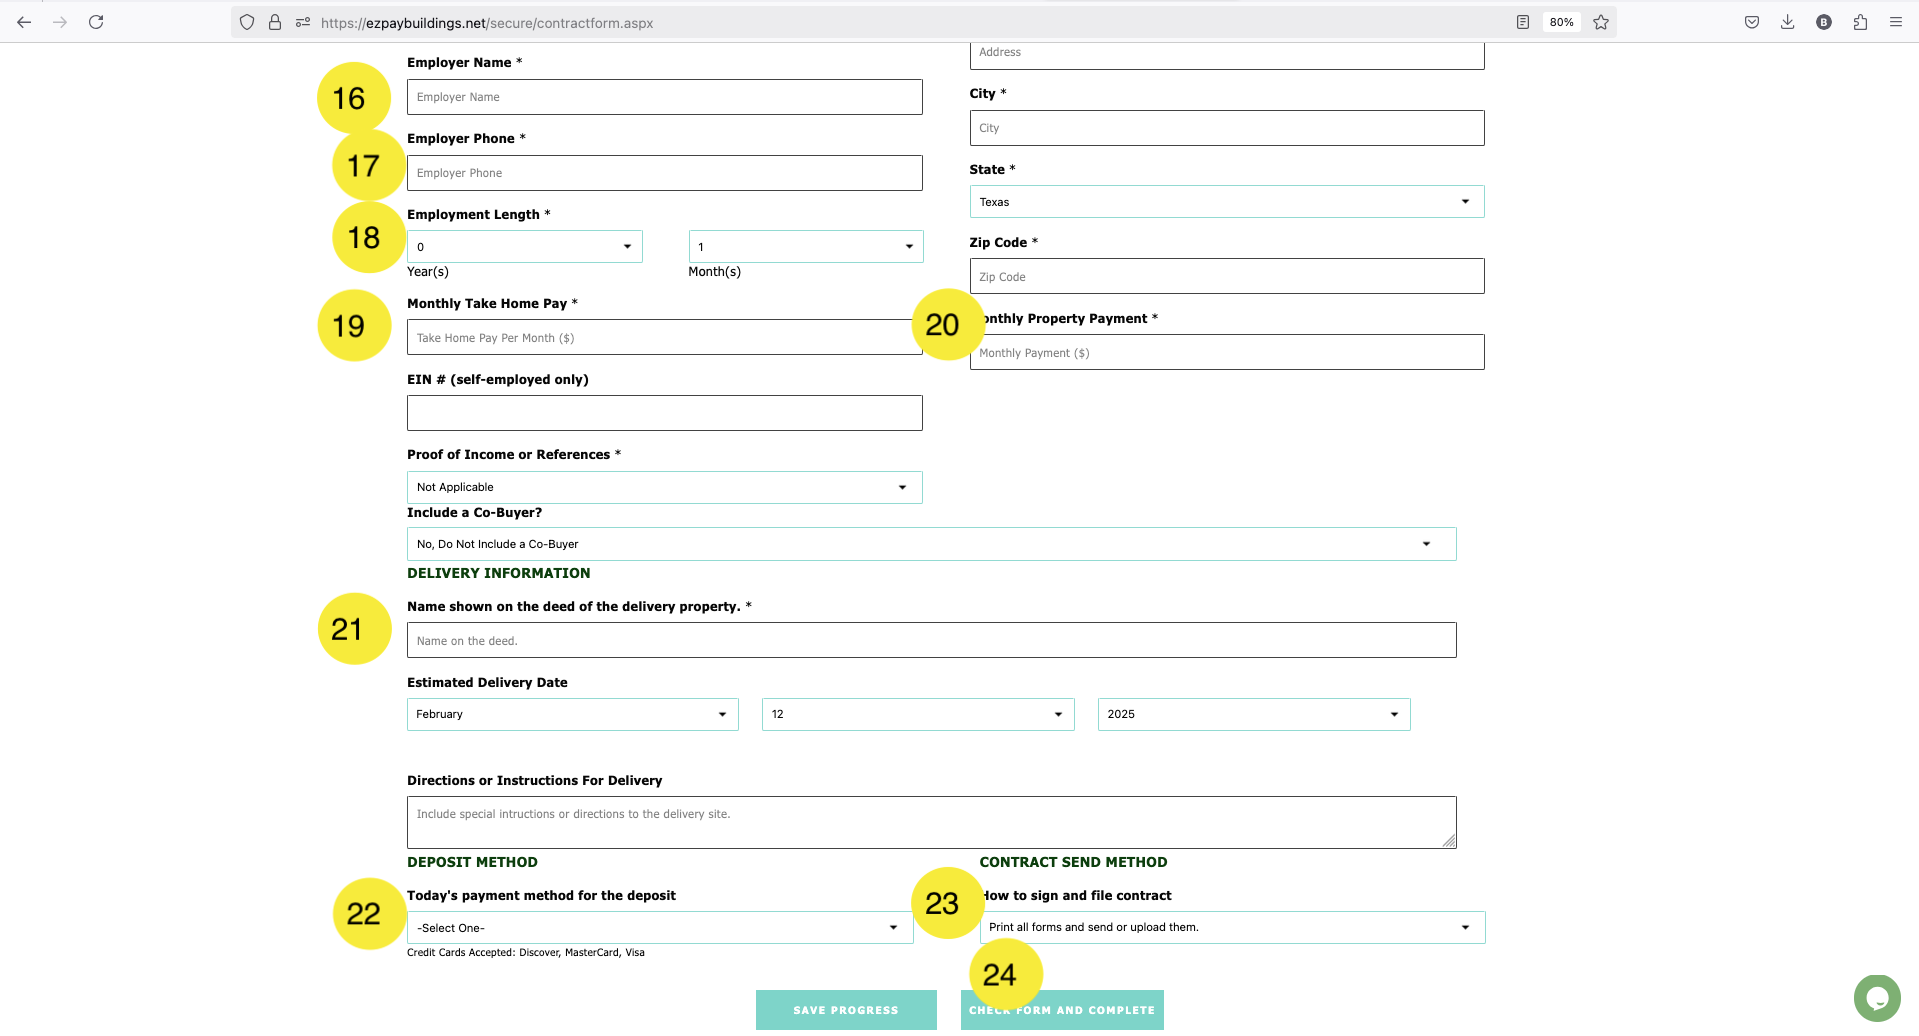 https://ezpaybuildings.net/secure/contractform.aspx
80%
B
16
Employer Name *
Employer Name
17
Employer Phone *
Employer Phone
18
Employment Length *
0
1
Year(s)
Month(s)
19
Monthly Take Home Pay *
Take Home Pay Per Month ($)
EIN # (self-employed only)
Proof of Income or References *
Not Applicable
Address
City *
City
State *
Texas
Zip Code *
Zip Code
20
onthly Property Payment *
Monthly Payment ($)
Include a Co-Buyer?
No, Do Not Include a Co-Buyer
DELIVERY INFORMATION
21
Name shown on the deed of the delivery property. *
Name on the deed.
Estimated Delivery Date
February
12
2025
Directions or Instructions For Delivery
Include special intructions or directions to the delivery site.
DEPOSIT METHOD
22
Today's payment method for the deposit
-Select One-
Credit Cards Accepted: Discover, MasterCard, Visa
CONTRACT SEND METHOD
23
How to sign and file contract
Print all forms and send or upload them.
24
SAVE PROGRESS
CHECK FORM AND COMPLETE